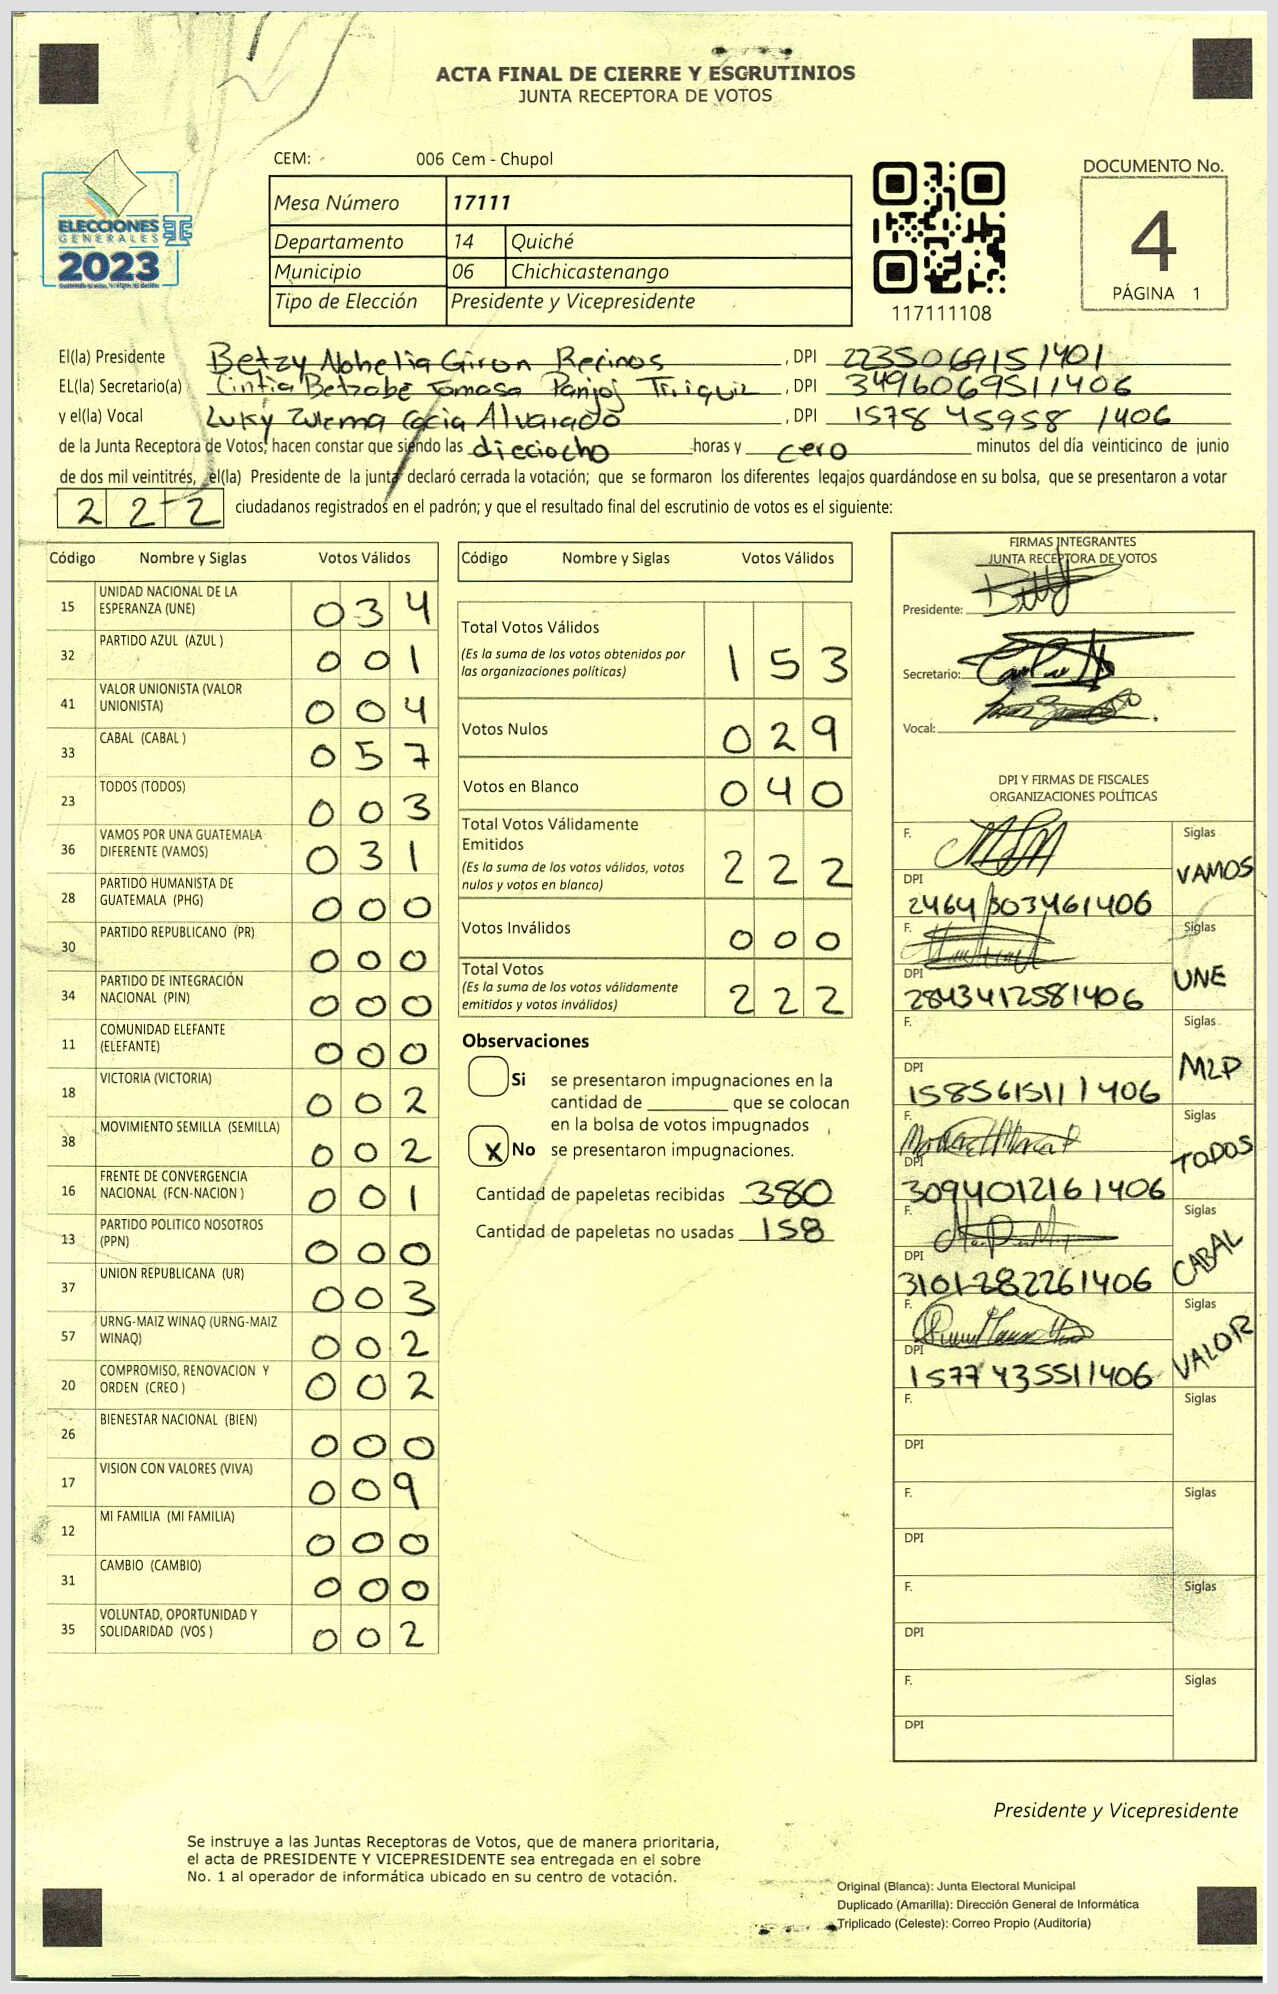 ACTA FINAL DE CIERRE Y ESCRUTINIOS
JUNTA RECEPTORA DE VOTOS
CEM: 006 Cem - Chupol
ELECCIONES
GENERALES
2023
Mesa Número 17111
Departamento 14 Quiché
Municipio 06 Chichicastenango
Tipo de Elección Presidente y Vicepresidente
117111108
DOCUMENTO No.
4
PÁGINA 1
El(la) Presidente Betzy Nohelia Giron Recinos, DPI 2235069151401
EL(la) Secretario(a) Cintia Betzabe Tomasa Panjoj Tiriquiz, DPI 3496069511406
y el(la) Vocal Luky Zulema Cocia Alvarado, DPI 1578 45958 1406
de la Junta Receptora de Votos, hacen constar que siendo las dieciocho horas y cero minutos del día veinticinco de junio
de dos mil veintitrés, el(la) Presidente de la junta declaró cerrada la votación; que se formaron los diferentes legajos guardándose en su bolsa, que se presentaron a votar
222 ciudadanos registrados en el padrón; y que el resultado final del escrutinio de votos es el siguiente:
Código Nombre y Siglas Votos Válidos
15 UNIDAD NACIONAL DE LA
ESPERANZA (UNE) 034
32 PARTIDO AZUL (AZUL ) 001
41 VALOR UNIONISTA (VALOR
UNIONISTA) 004
33 CABAL (CABAL ) 057
23 TODOS (TODOS) 003
36 VAMOS POR UNA GUATEMALA
DIFERENTE (VAMOS) 031
28 PARTIDO HUMANISTA DE
GUATEMALA (PHG) 000
30 PARTIDO REPUBLICANO (PR) 000
34 PARTIDO DE INTEGRACIÓN
NACIONAL (PIN) 000
11 COMUNIDAD ELEFANTE
(ELEFANTE) 000
18 VICTORIA (VICTORIA) 002
38 MOVIMIENTO SEMILLA (SEMILLA) 002
16 FRENTE DE CONVERGENCIA
NACIONAL (FCN-NACION ) 001
13 PARTIDO POLITICO NOSOTROS
(PPN) 000
37 UNION REPUBLICANA (UR) 003
57 URNG-MAIZ WINAQ (URNG-MAIZ
WINAQ) 002
20 COMPROMISO, RENOVACION Y
ORDEN (CREO ) 002
26 BIENESTAR NACIONAL (BIEN) 000
17 VISION CON VALORES (VIVA) 009
12 MI FAMILIA (MI FAMILIA) 000
31 CAMBIO (CAMBIO) 000
35 VOLUNTAD, OPORTUNIDAD Y
SOLIDARIDAD (VOS ) 002
Código Nombre y Siglas Votos Válidos
Total Votos Válidos 153
(Es la suma de los votos obtenidos por
las organizaciones políticas)
Votos Nulos 029
Votos en Blanco 040
Total Votos Válidamente
Emitidos 222
(Es la suma de los votos válidos, votos
nulos y votos en blanco)
Votos Inválidos 000
Total Votos 222
(Es la suma de los votos válidamente
emitidos y votos inválidos)
Observaciones
Si se presentaron impugnaciones en la
cantidad de ________ que se colocan
en la bolsa de votos impugnados
X No se presentaron impugnaciones.
Cantidad de papeletas recibidas 380
Cantidad de papeletas no usadas 158
FIRMAS INTEGRANTES
JUNTA RECEPTORA DE VOTOS
Presidente:
Secretario:
Vocal:
DPI Y FIRMAS DE FISCALES
ORGANIZACIONES POLÍTICAS
F. Siglas
VAMOS
DPI
2464803461406
F. Siglas
UNE
DPI
2843412581406
F. Siglas
MLP
DPI
1585615111406
F. Siglas
TODOS
DPI
3094012161406
F. Siglas
CABAL
DPI
3101282261406
F. Siglas
VALOR
DPI
1577435511406
F. Siglas
DPI
F. Siglas
DPI
F. Siglas
DPI
F. Siglas
DPI
Presidente y Vicepresidente
Se instruye a las Juntas Receptoras de Votos, que de manera prioritaria,
el acta de PRESIDENTE Y VICEPRESIDENTE sea entregada en el sobre
No. 1 al operador de informática ubicado en su centro de votación.
Original (Blanca): Junta Electoral Municipal
Duplicado (Amarilla): Dirección General de Informática
Triplicado (Celeste): Correo Propio (Auditoría)